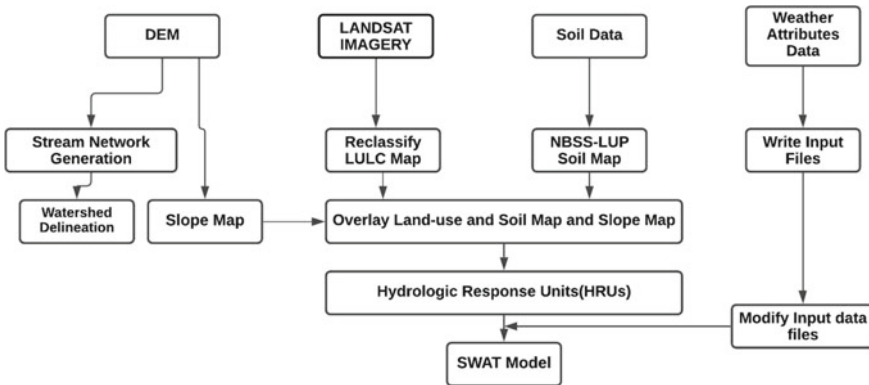 DEM
LANDSAT
IMAGERY
Soil Data
Weather
Attributes
Data
Stream Network
Generation
Reclassify
LULC Map
NBSS-LUP
Soil Map
Write Input
Files
Watershed
Delineation
Slope Map
Overlay Land-use and Soil Map and Slope Map
Hydrologic Response Units(HRUs)
Modify Input data
files
SWAT Model